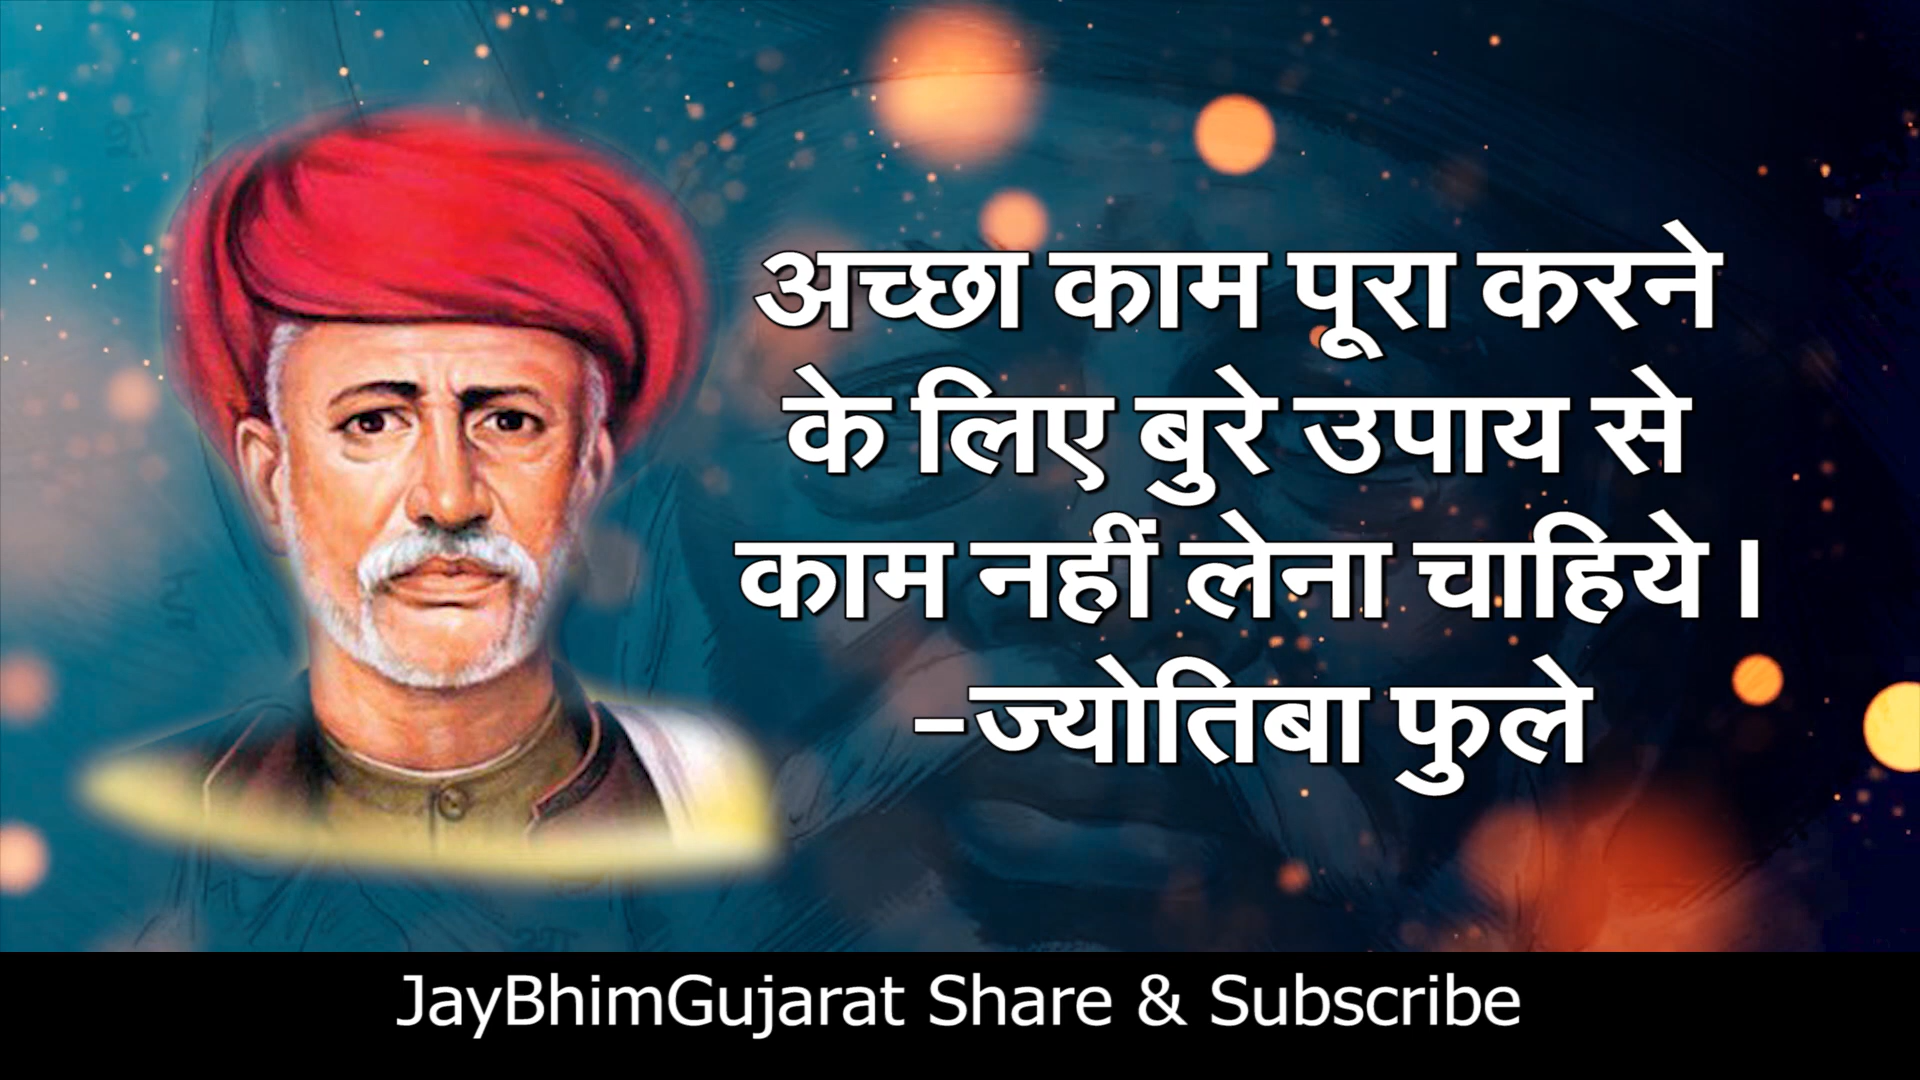 अच्छा काम पूरा करने
के लिए बुरे उपाय से
काम नहीं लेना चाहिये ।
-ज्योतिबा फुले
JayBhimGujarat Share & Subscribe